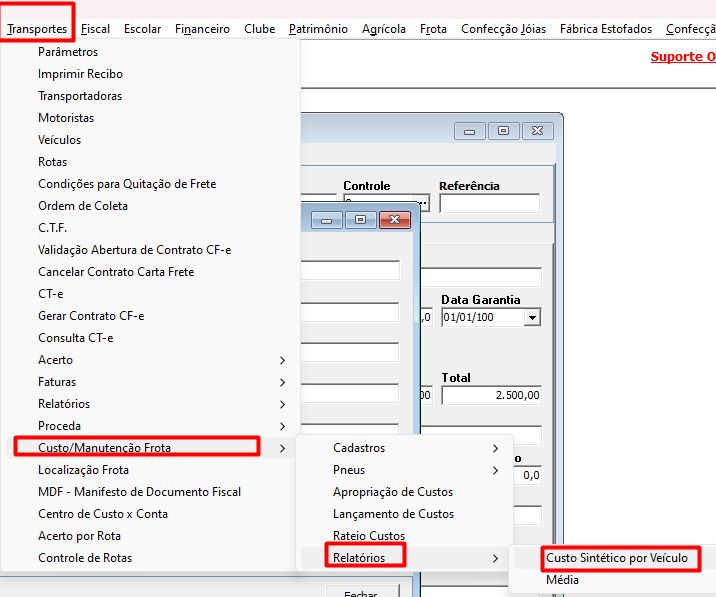 Transportes Fiscal Escolar Financeiro Clube Patrimônio Agrícola Frota Confecção Jóias Fábrica Estofados Confecçã
Suporte O
Parâmetros
Imprimir Recibo
Transportadoras
Motoristas
Veículos
Rotas
Condições para Quitação de Frete
Ordem de Coleta
C.T.F.
Validação Abertura de Contrato CF-e
Cancelar Contrato Carta Frete
CT-e
Gerar Contrato CF-e
Consulta CT-e
Acerto
Faturas
Relatórios
Proceda
Custo/Manutenção Frota
Localização Frota
MDF - Manifesto de Documento Fiscal
Centro de Custo x Conta
Acerto por Rota
Controle de Rotas
Controle Referência
...
Data Garantia
,0 01/01/100
Total
00 2.500,00
o
0,0
Cadastros
Pneus
Apropriação de Custos
Lançamento de Custos
Rateio Custos
Relatórios
Custo Sintético por Veículo
Média
Fechar